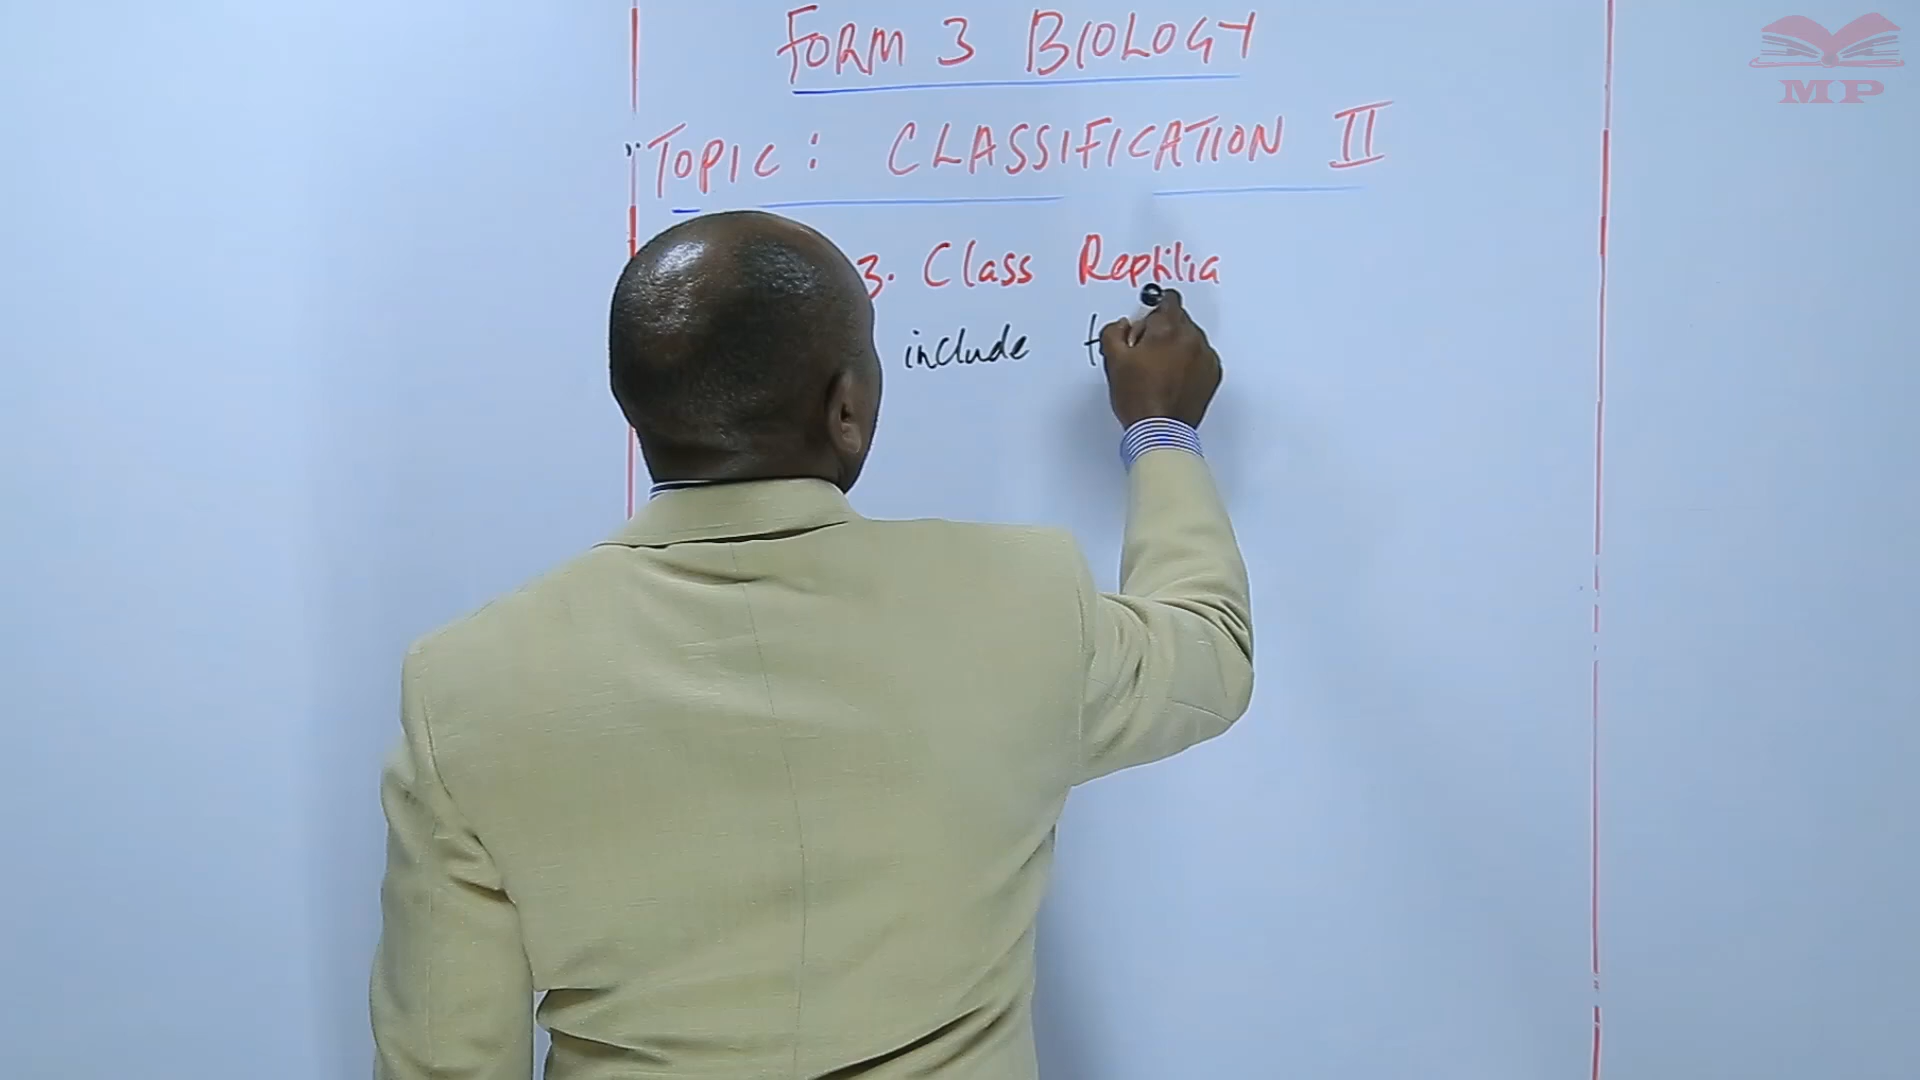 FORM 3 BIOLOGY
TOPIC: CLASSIFICATION II
3. Class Reptilia
include
MP